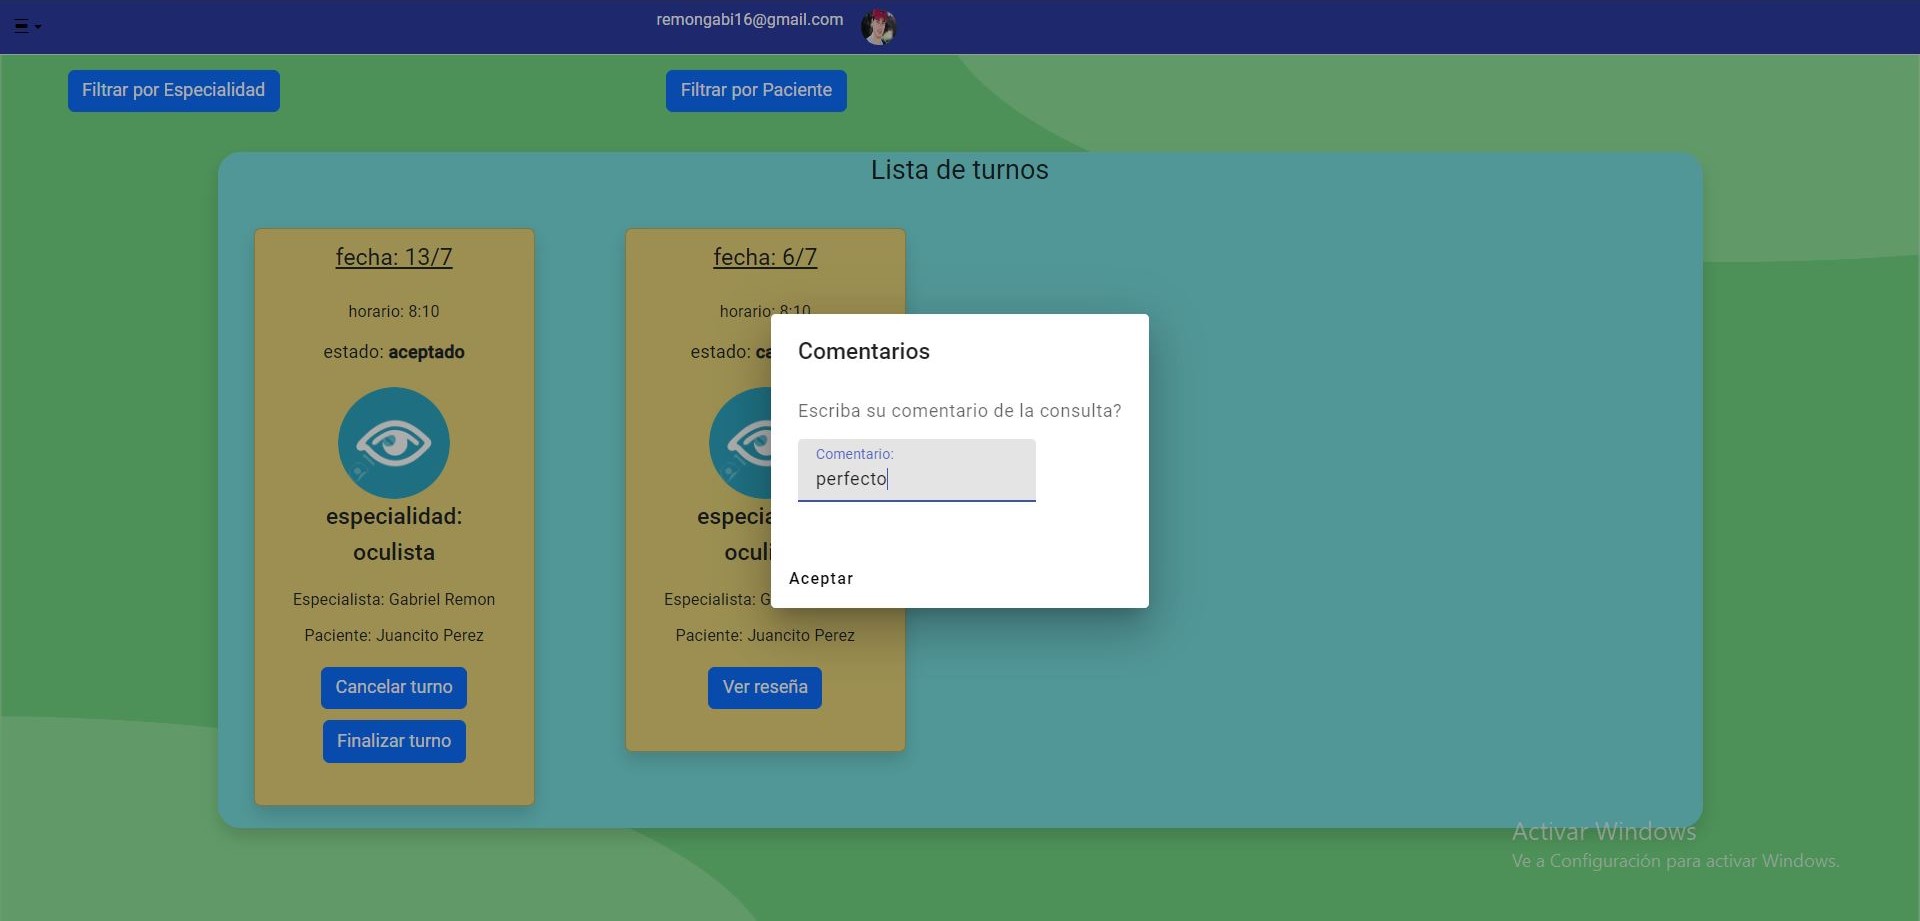 remongabi16@gmail.com
Filtrar por Especialidad
Filtrar por Paciente
Lista de turnos
fecha: 13/7
horario: 8:10
estado: aceptado
especialidad:
oculista
Especialista: Gabriel Remon
Paciente: Juancito Perez
Cancelar turno
Finalizar turno
fecha: 6/7
horario: 8:10
estado: ca
especia
oculi
Especialista: G
Paciente: Juancito Perez
Ver reseña
Comentarios
Escriba su comentario de la consulta?
Comentario:
perfecto
Aceptar
Activar Windows
Ve a Configuración para activar Windows.